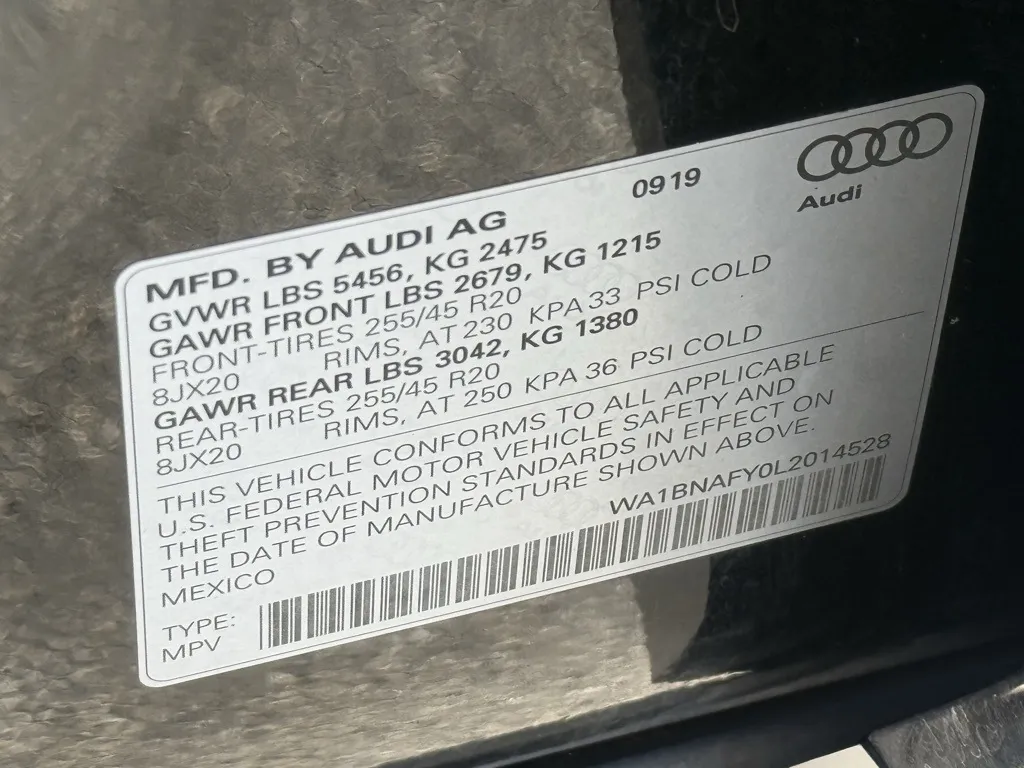 0919
Audi
MFD. BY AUDI AG
GVWR LBS 5456, KG 2475
GAWR FRONT LBS 2679, KG 1215
FRONT-TIRES 255/45 R20
8JX20 RIMS, AT 230 KPA 33 PSI COLD
GAWR REAR LBS 3042, KG 1380
REAR-TIRES 255/45 R20
8JX20 RIMS, AT 250 KPA 36 PSI COLD
THIS VEHICLE CONFORMS TO ALL APPLICABLE
U.S. FEDERAL MOTOR VEHICLE SAFETY AND
THEFT PREVENTION STANDARDS IN EFFECT ON
THE DATE OF MANUFACTURE SHOWN ABOVE.
MEXICO
WA1BNAFY0L2014528
TYPE:
MPV